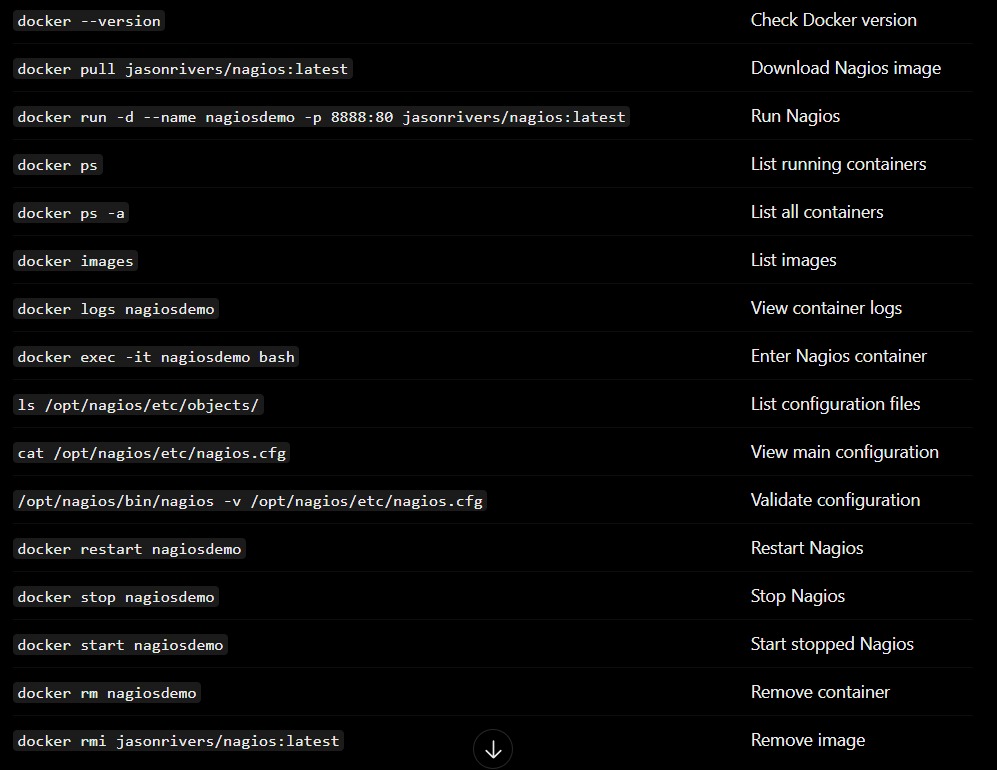 docker --version Check Docker version
docker pull jasonrivers/nagios:latest Download Nagios image
docker run -d --name nagiosdemo -p 8888:80 jasonrivers/nagios:latest Run Nagios
docker ps List running containers
docker ps -a List all containers
docker images List images
docker logs nagiosdemo View container logs
docker exec -it nagiosdemo bash Enter Nagios container
ls /opt/nagios/etc/objects/ List configuration files
cat /opt/nagios/etc/nagios.cfg View main configuration
/opt/nagios/bin/nagios -v /opt/nagios/etc/nagios.cfg Validate configuration
docker restart nagiosdemo Restart Nagios
docker stop nagiosdemo Stop Nagios
docker start nagiosdemo Start stopped Nagios
docker rm nagiosdemo Remove container
docker rmi jasonrivers/nagios:latest Remove image